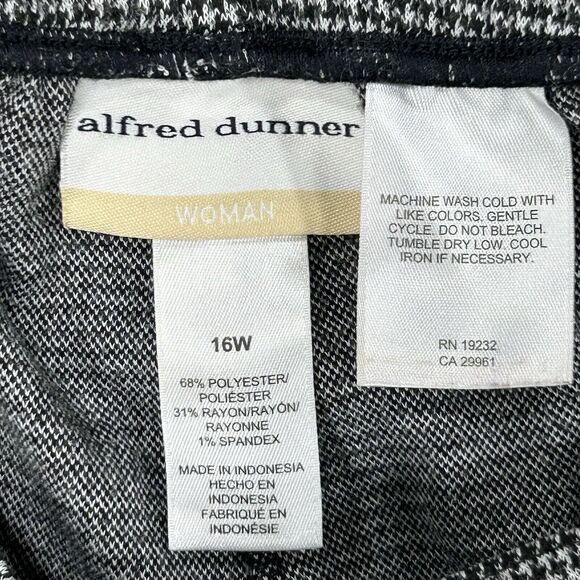 alfred dunner
WOMAN
16W
68% POLYESTER/
POLIÉSTER
31% RAYON/RAYÓN/
RAYONNE
1% SPANDEX
MADE IN INDONESIA
HECHO EN
INDONESIA
FABRIQUÉ EN
INDONÉSIE
MACHINE WASH COLD WITH
LIKE COLORS, GENTLE
CYCLE. DO NOT BLEACH.
TUMBLE DRY LOW. COOL
IRON IF NECESSARY.
RN 19232
CA 29961